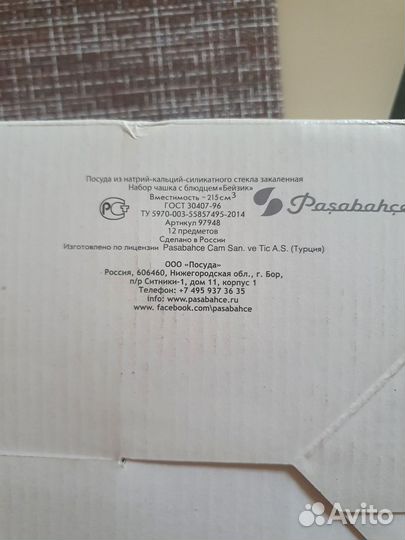 Посуда из натрий-кальций-силикатного стекла закаленная
Набор чашка с блюдцем «Бейзик»
Вместимость ~215см³
ГОСТ 30407-96
ТУ 5970-003-55857495-2014
Артикул 97948
12 предметов
Сделано в России
Изготовлено по лицензии Pasabahce Cam San. ve Tic A.S. (Турция)
Paşabahçe
ООО «Посуда»
Россия, 606460, Нижегородская обл., г. Бор,
п/р Ситники-1, дом 11, корпус 1
Телефон: +7 495 937 36 35
info: www.pasabahce.ru
www. facebook.com\pasabahce
Avito